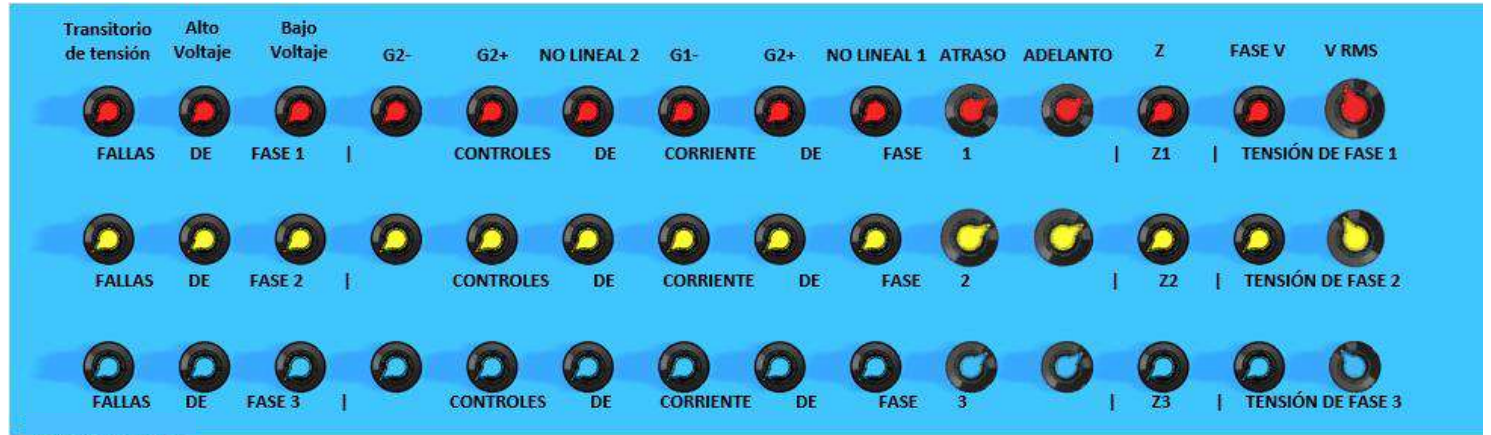 Transitorio de tensión Alto Voltaje Bajo Voltaje G2- G2+ NO LINEAL 2 G1- G2+ NO LINEAL 1 ATRASO ADELANTO Z FASE V V RMS
FALLAS DE FASE 1 | CONTROLES DE CORRIENTE DE FASE 1 | Z1 | TENSIÓN DE FASE 1
FALLAS DE FASE 2 | CONTROLES DE CORRIENTE DE FASE 2 | Z2 | TENSIÓN DE FASE 2
FALLAS DE FASE 3 | CONTROLES DE CORRIENTE DE FASE 3 | Z3 | TENSIÓN DE FASE 3